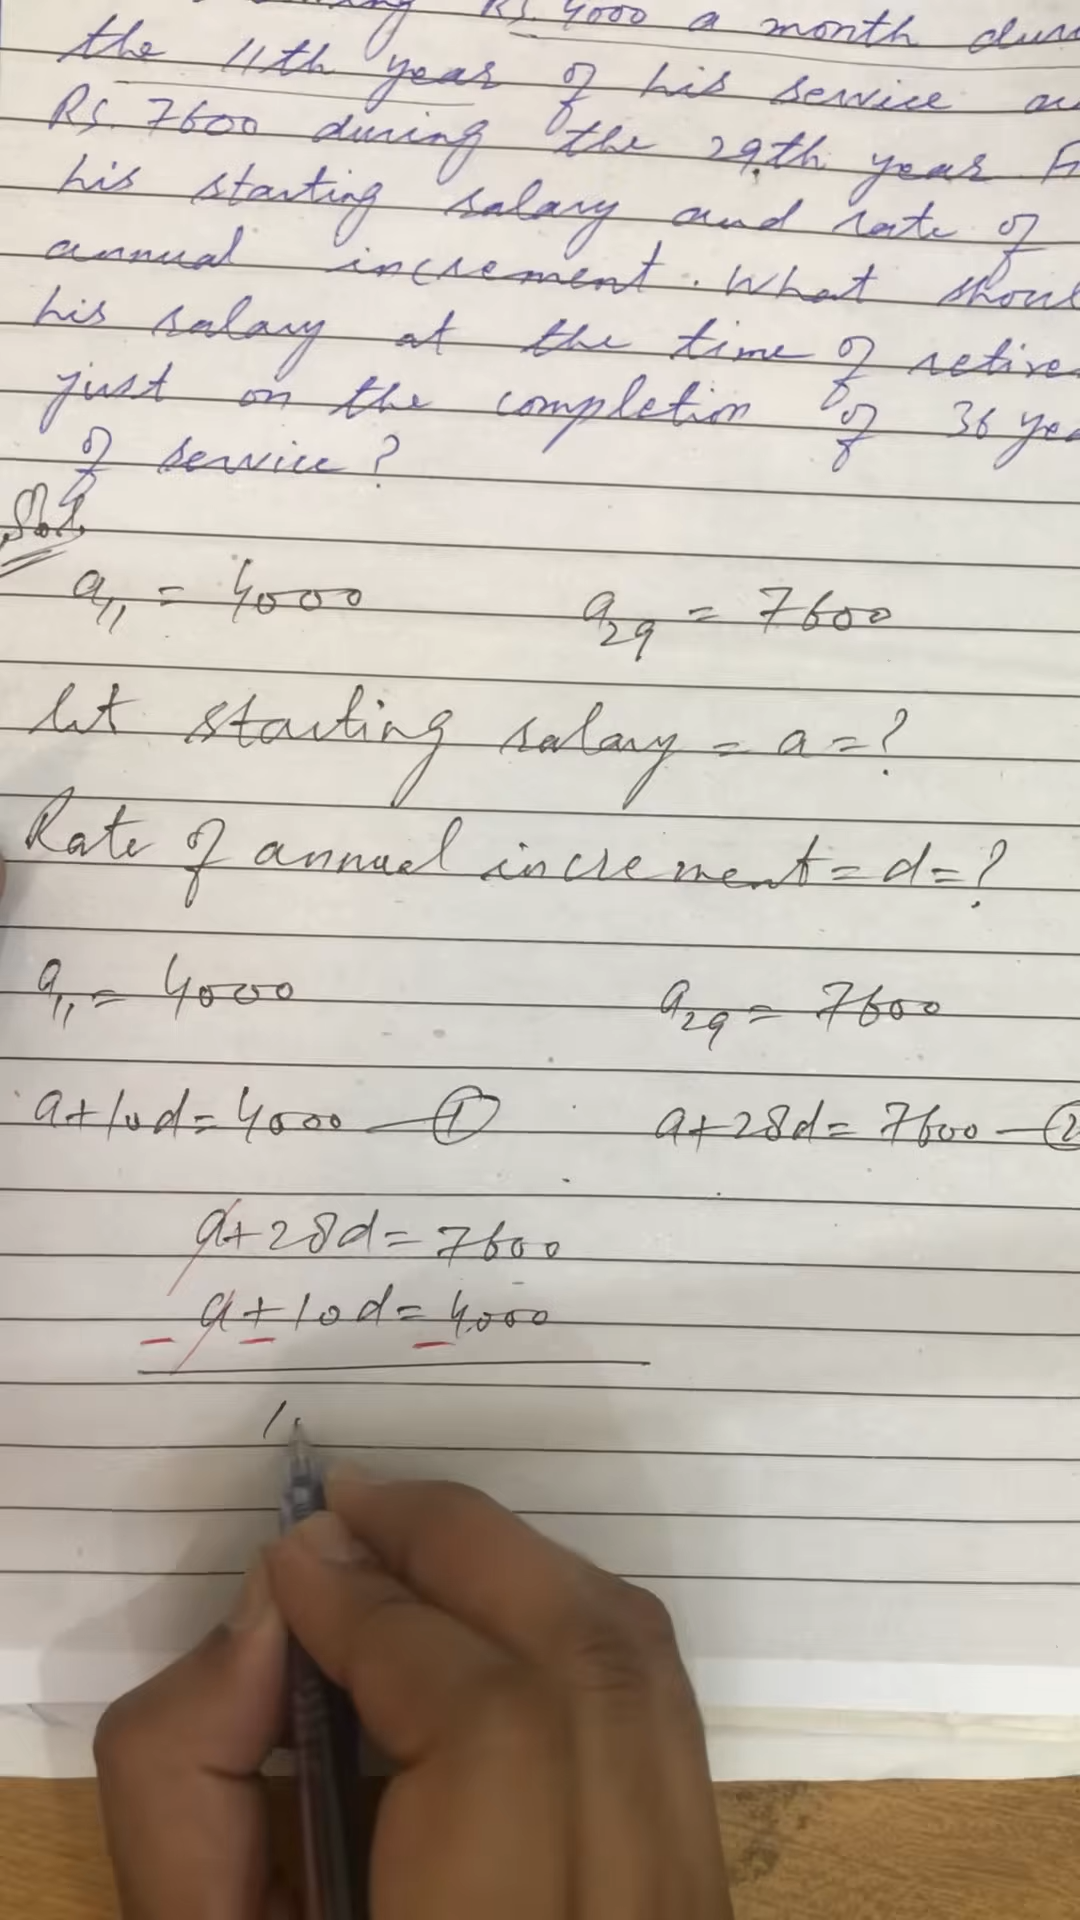 Rs. 4000 a month
the 11th year of his service
Rs. 7600 during the 29th year
his starting salary and rate of
annual increment. What
his salary at the time of
just on the completion of 36
of service?
Sol.
a₁₁ = 4000 a₂₉ = 7600
let starting salary = a = ?
Rate of annual increment = d = ?
a₁₁ = 4000 a₂₉ = 7600
a+10d = 4000 — ① a+28d = 7600 — ②
a+28d = 7600
a+10d = 4000
− − −
1